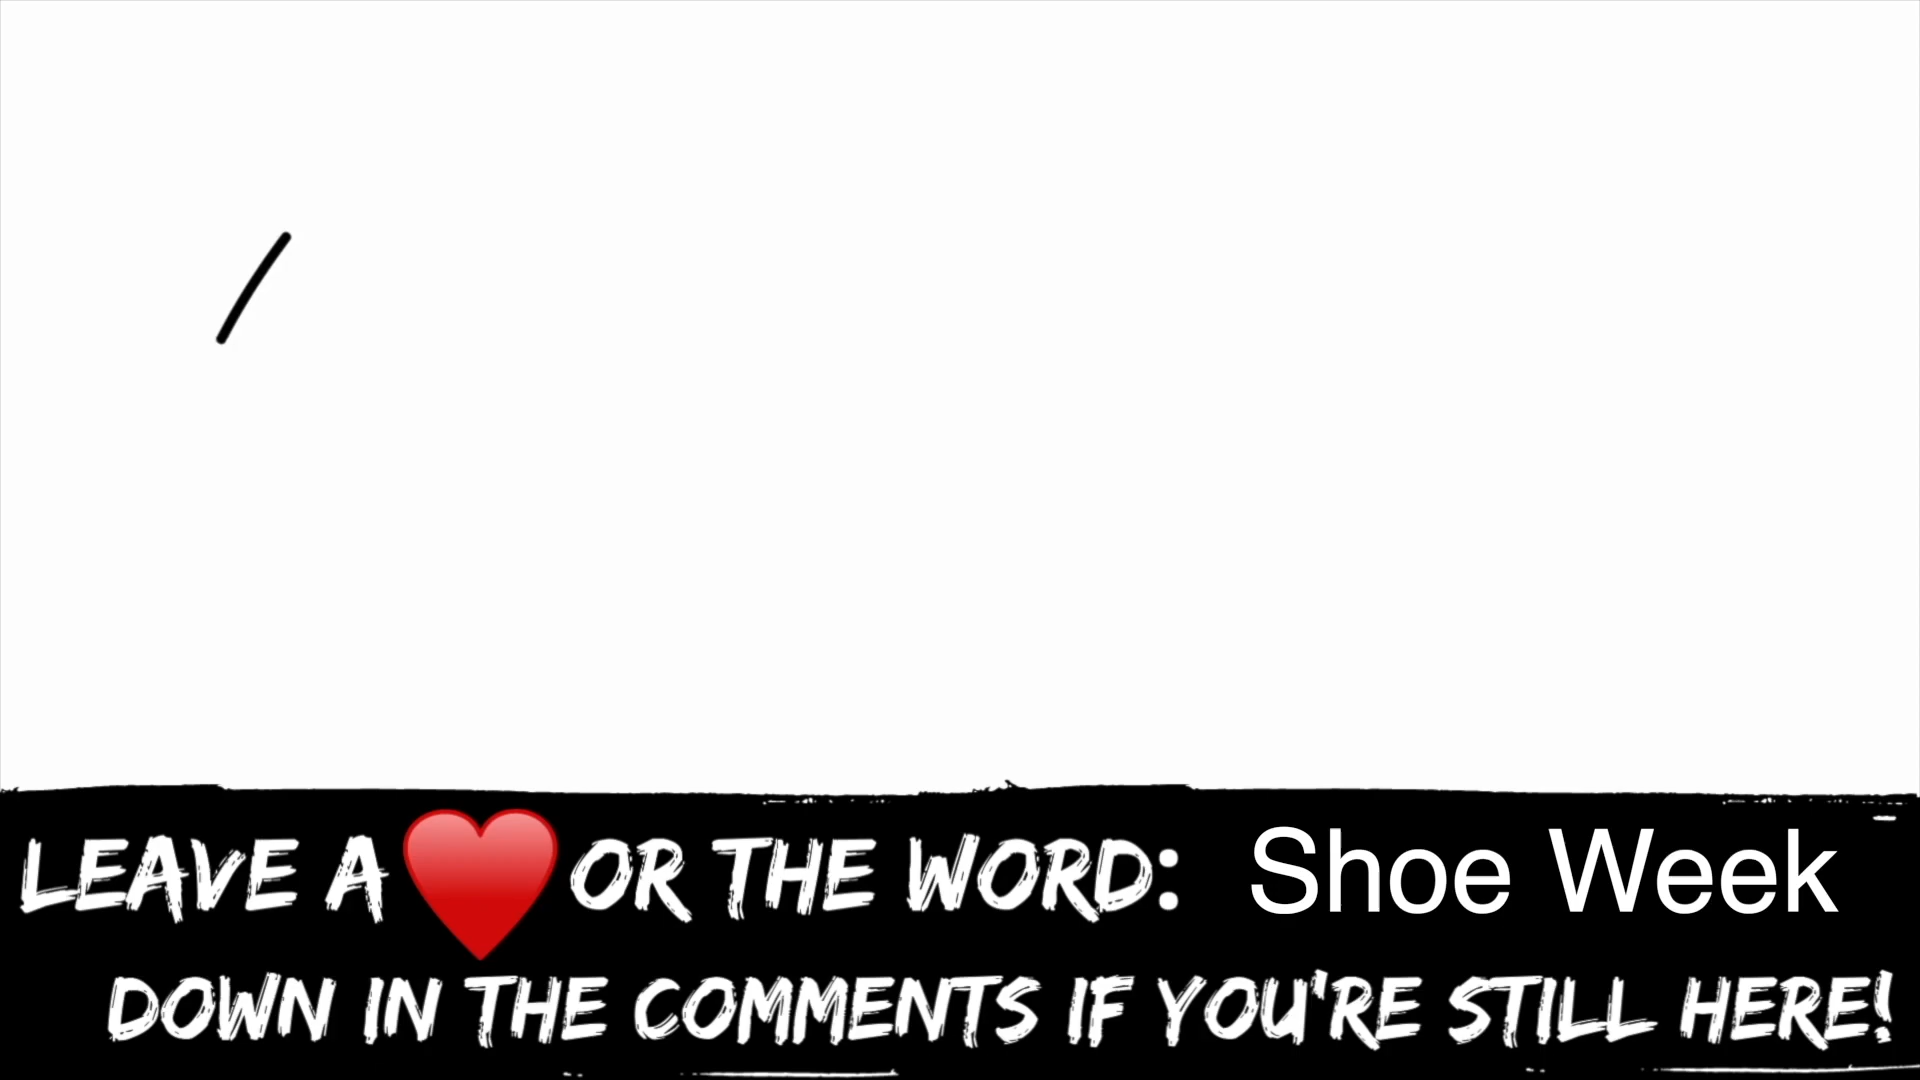 LEAVE A ♥ OR THE WORD: Shoe Week
DOWN IN THE COMMENTS IF YOU'RE STILL HERE!